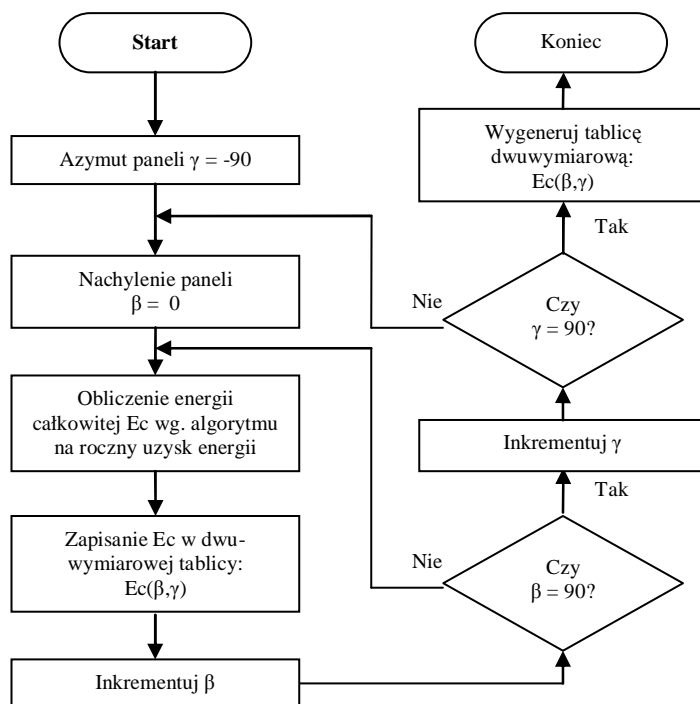 Start
Azymut paneli γ = -90
Nachylenie paneli
β = 0
Obliczenie energii
całkowitej Ec wg. algorytmu
na roczny uzysk energii
Zapisanie Ec w dwu-
wymiarowej tablicy:
Ec(β,γ)
Inkrementuj β
Czy
β = 90?
Nie
Tak
Inkrementuj γ
Czy
γ = 90?
Nie
Tak
Wygeneruj tablicę
dwuwymiarową:
Ec(β,γ)
Koniec